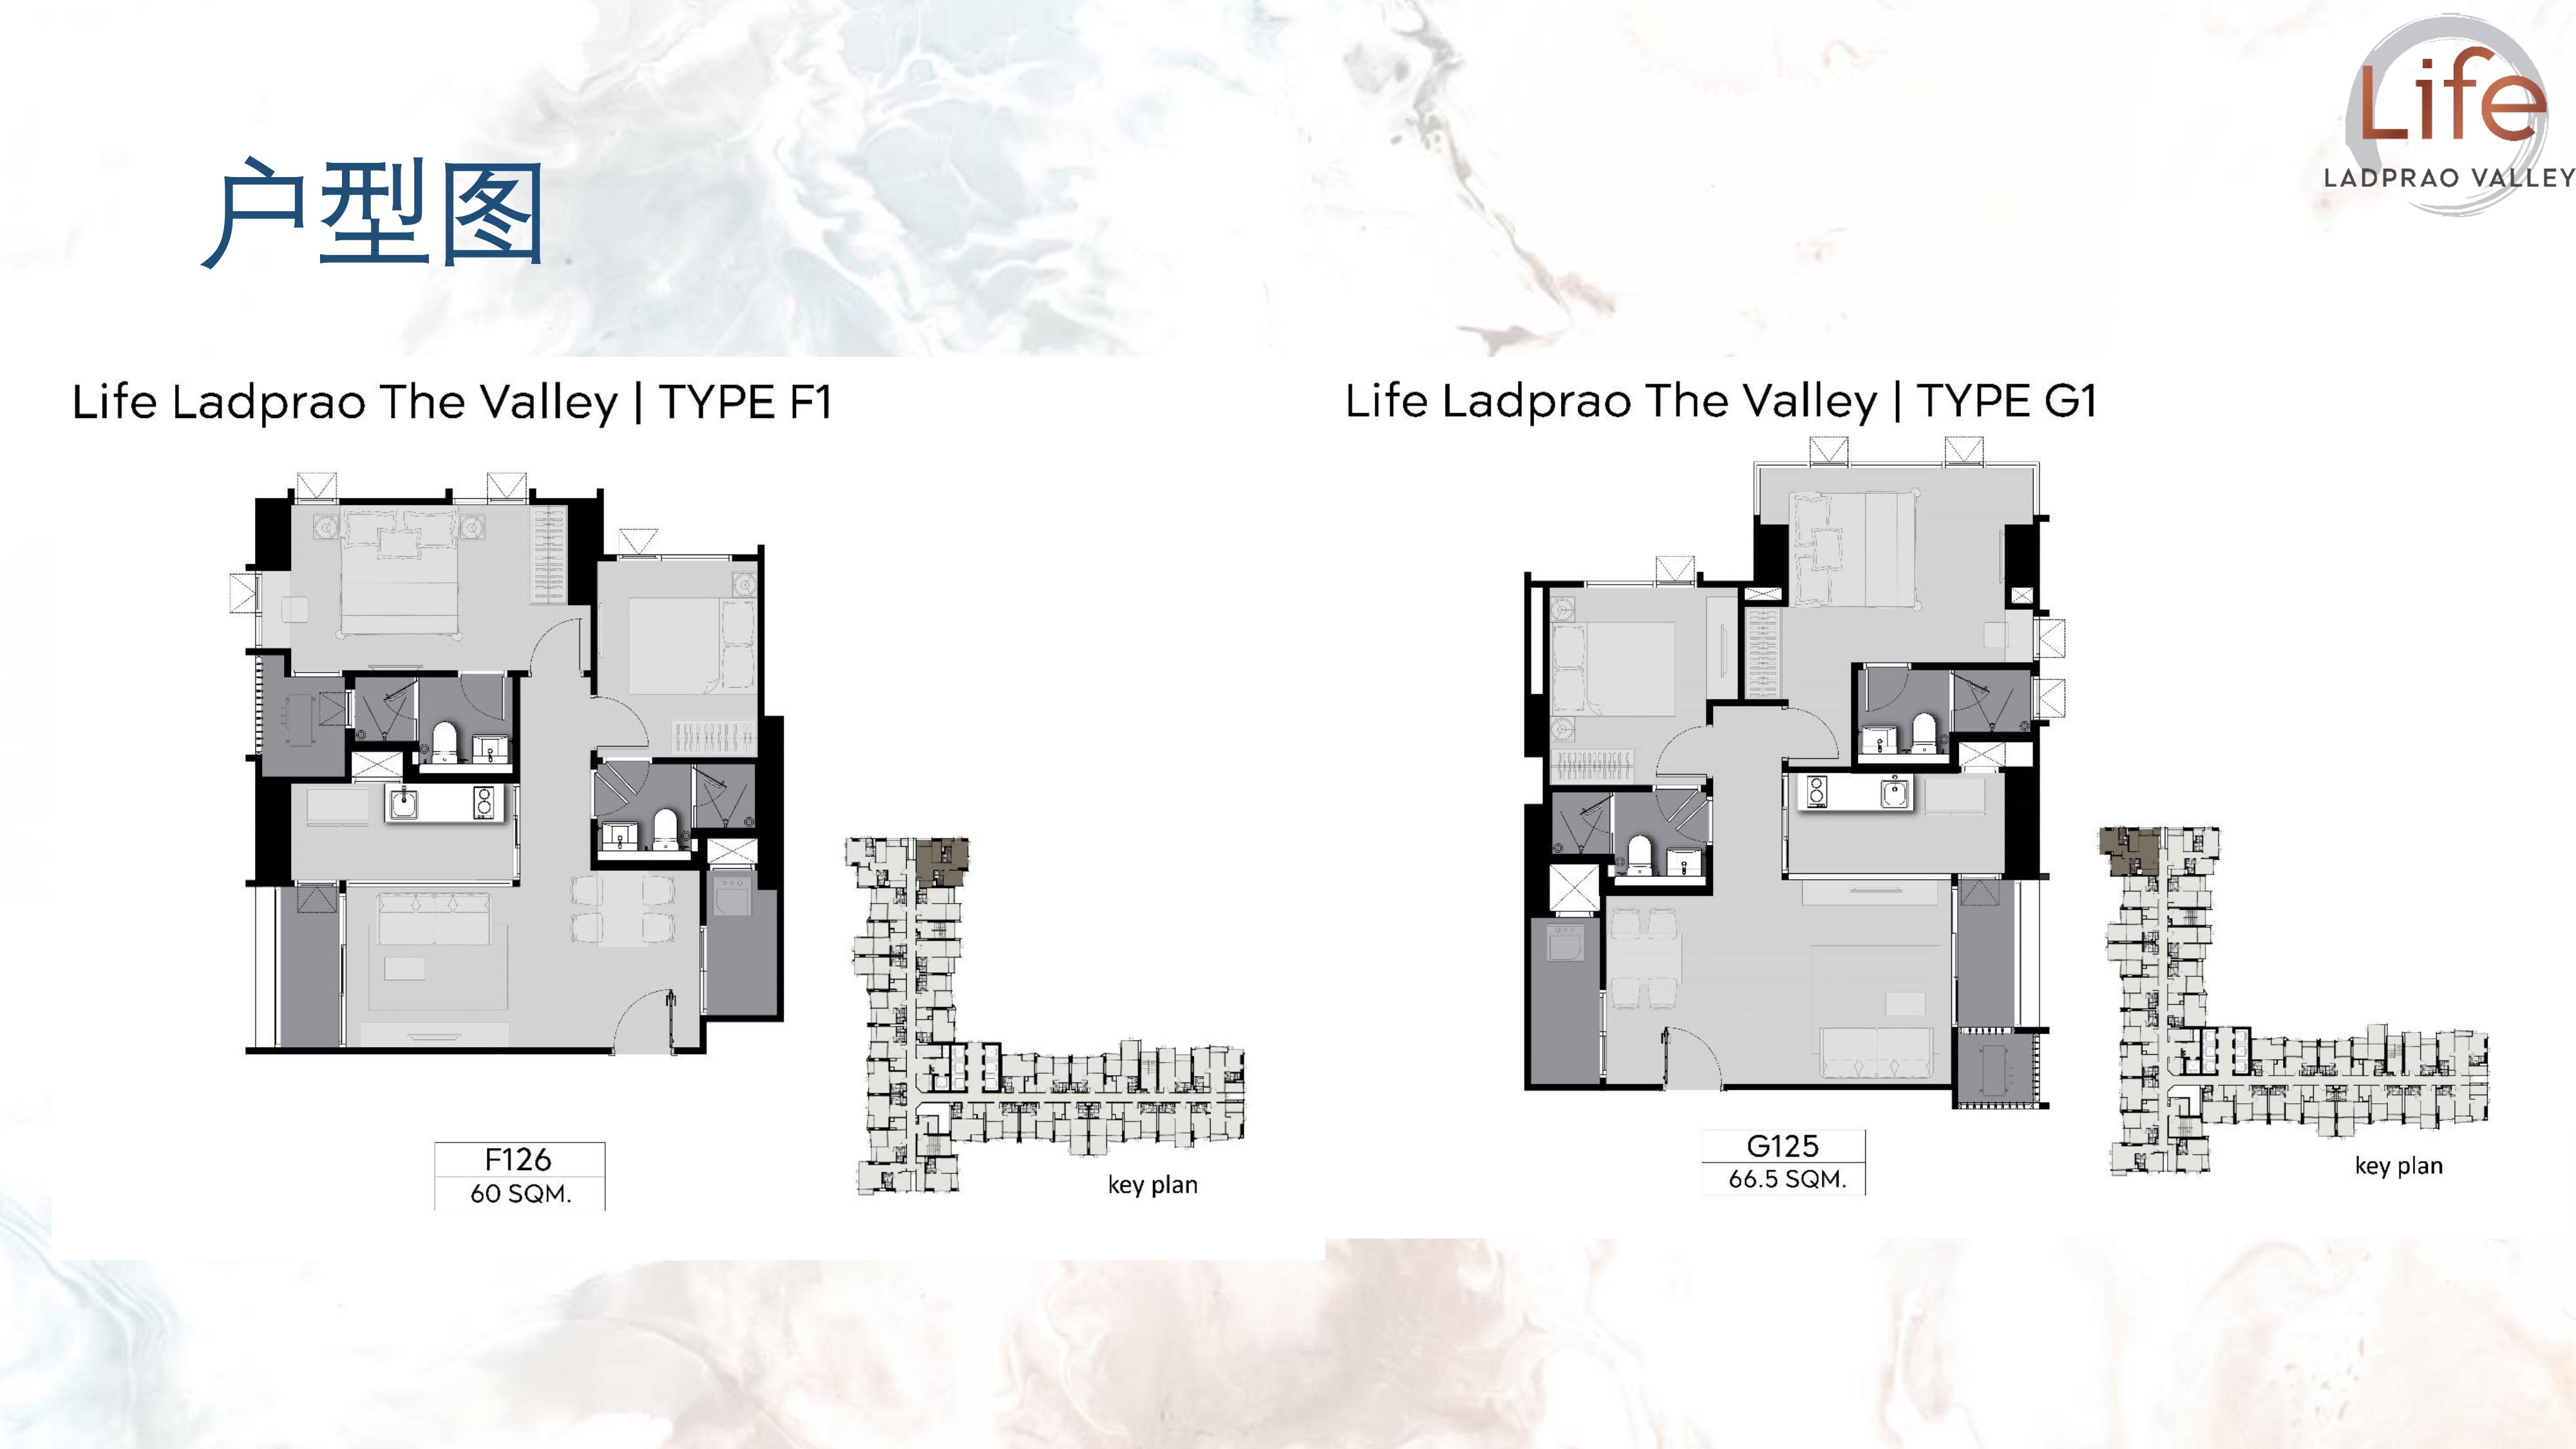 Life
LADPRAO VALLEY
户型图
Life Ladprao The Valley | TYPE F1
F126
60 SQM.
key plan
Life Ladprao The Valley | TYPE G1
G125
66.5 SQM.
key plan